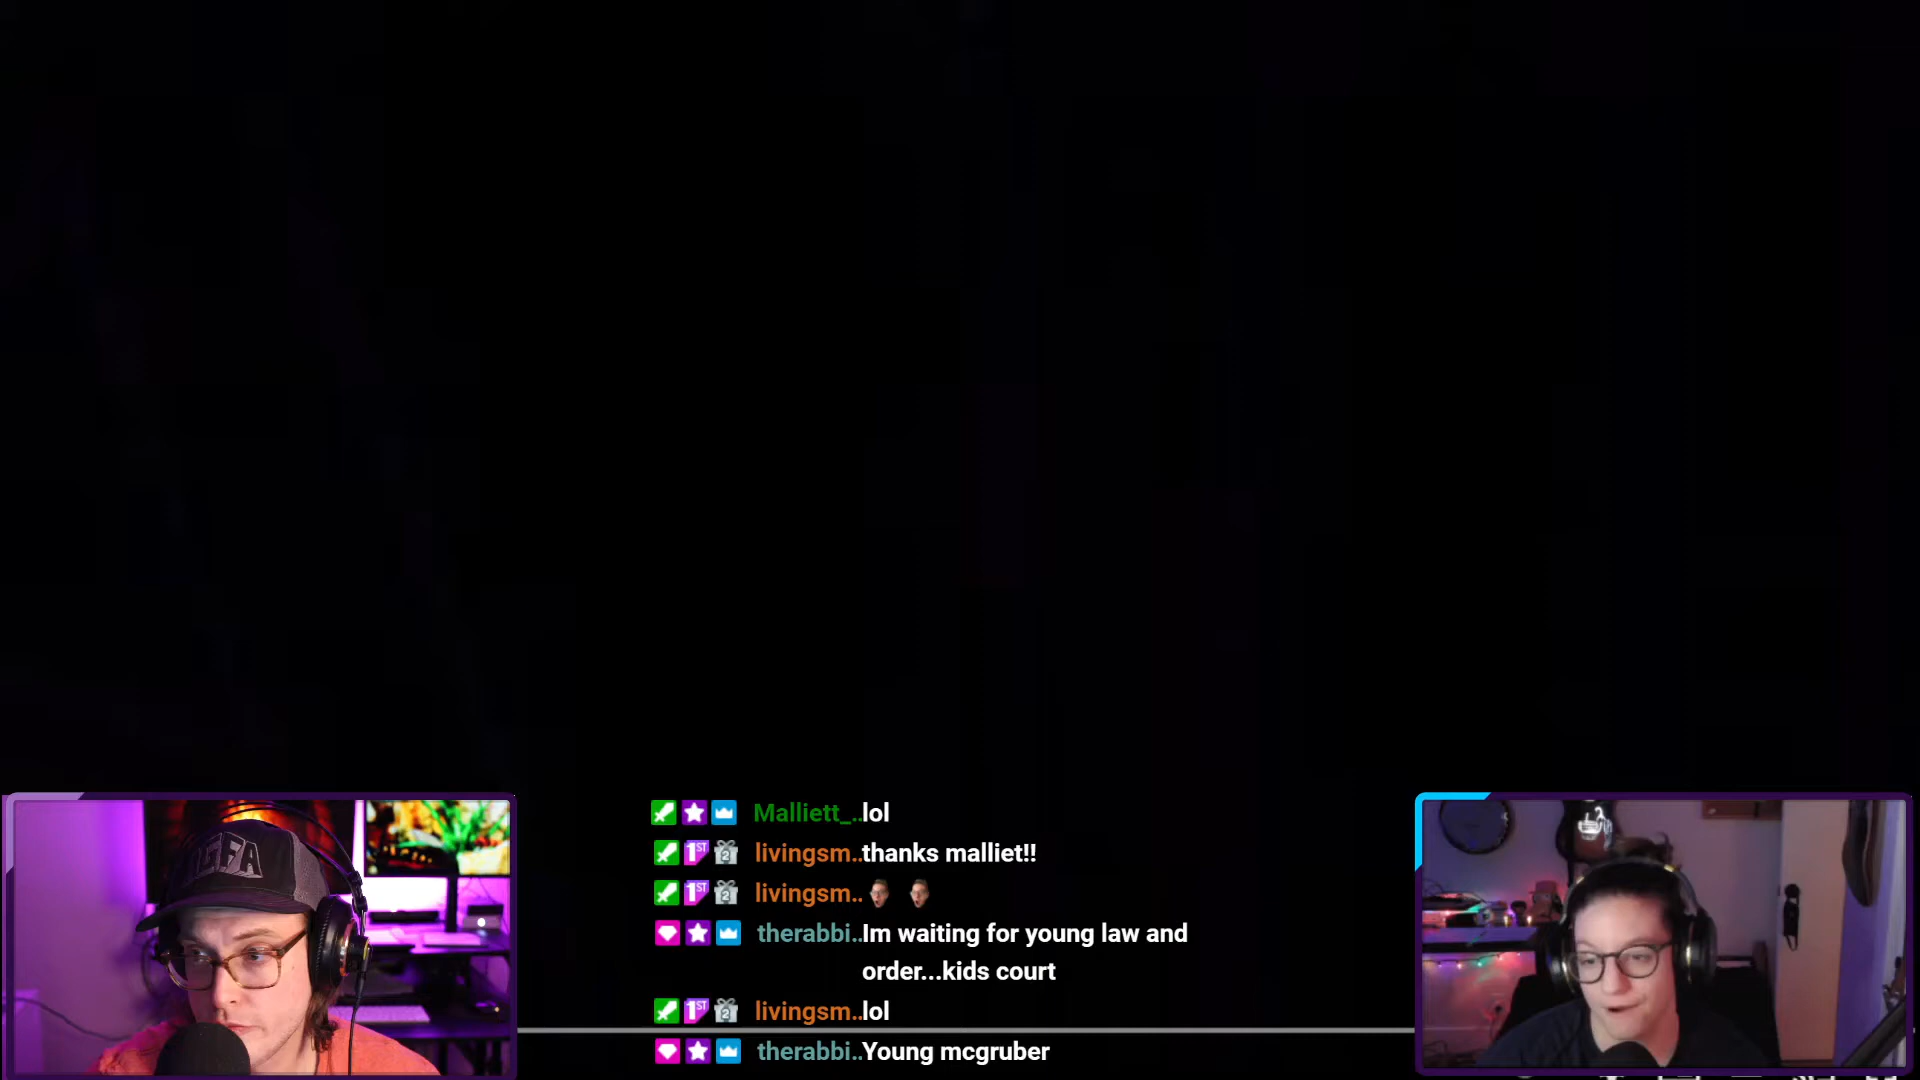 Malliett_..lol
livingsm..thanks malliet!!
livingsm..
therabbi..Im waiting for young law and
order...kids court
livingsm..lol
therabbi..Young mcgruber